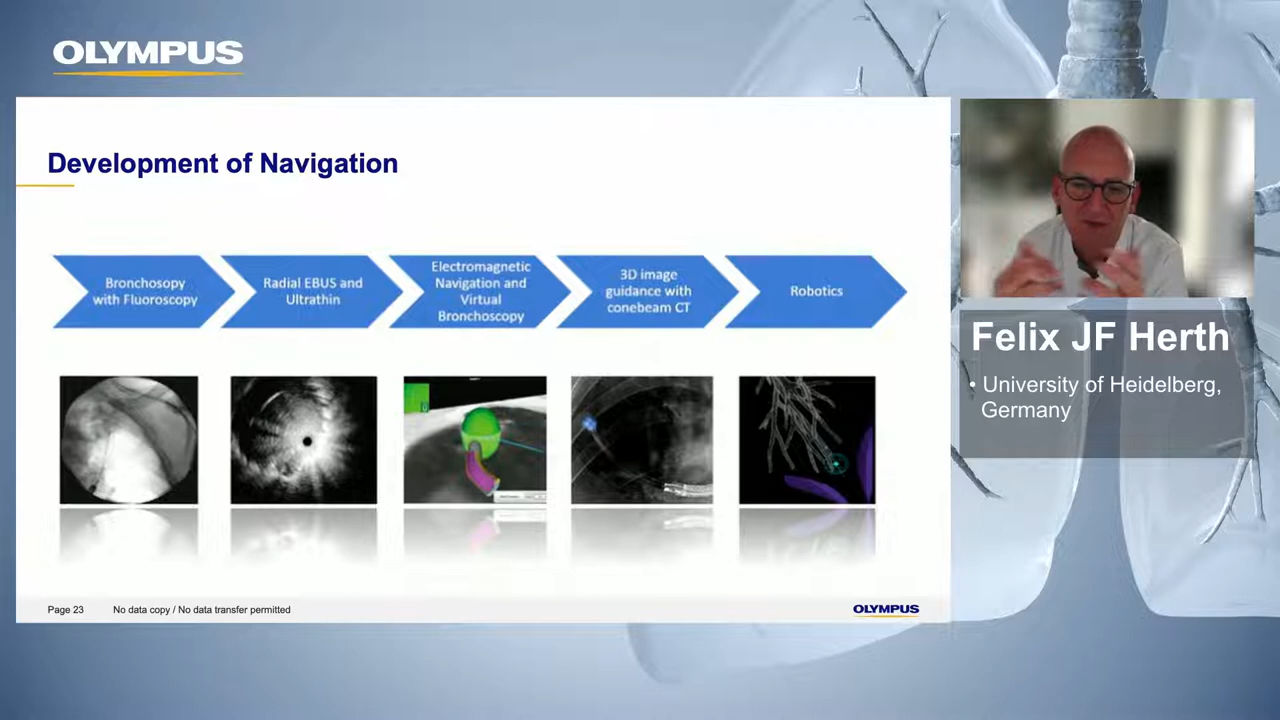 OLYMPUS
Development of Navigation
Bronchosopy
with Fluoroscopy
Radial EBUS and
Ultrathin
Electromagnetic
Navigation and
Virtual
Bronchoscopy
3D image
guidance with
conebeam CT
Robotics
Page 23
No data copy / No data transfer permitted
OLYMPUS
Felix JF Herth
• University of Heidelberg,
Germany